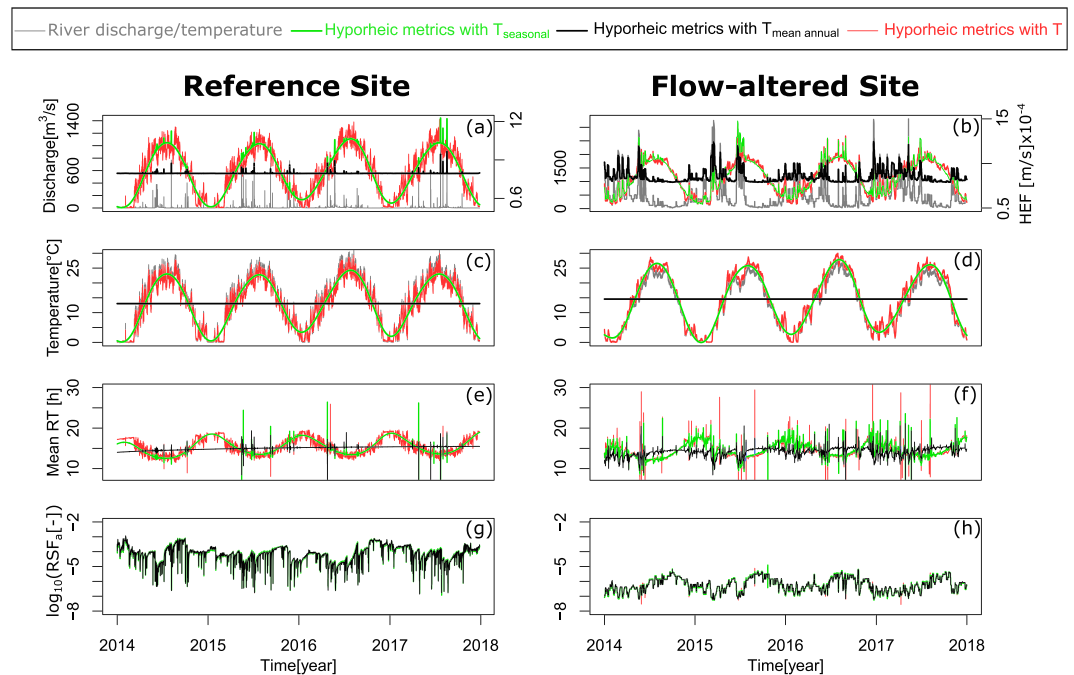 River discharge/temperature Hyporheic metrics with Tseasonal Hyporheic metrics with Tmean annual Hyporheic metrics with T
Reference Site Flow-altered Site
Discharge[m³/s]
0 600 1400
(a)
0.6 12
(b)
0 1500
0.5 15
HEF [m/s]x10⁻⁴
Temperature[°C]
0 10 25
(c)
0 10 25
(d)
Mean RT [h]
10 20 30
(e)
10 20 30
(f)
log₁₀(RSFₐ[-])
-8 -5 -2
(g)
-8 -5 -2
(h)
2014 2015 2016 2017 2018
Time[year]
2014 2015 2016 2017 2018
Time[year]